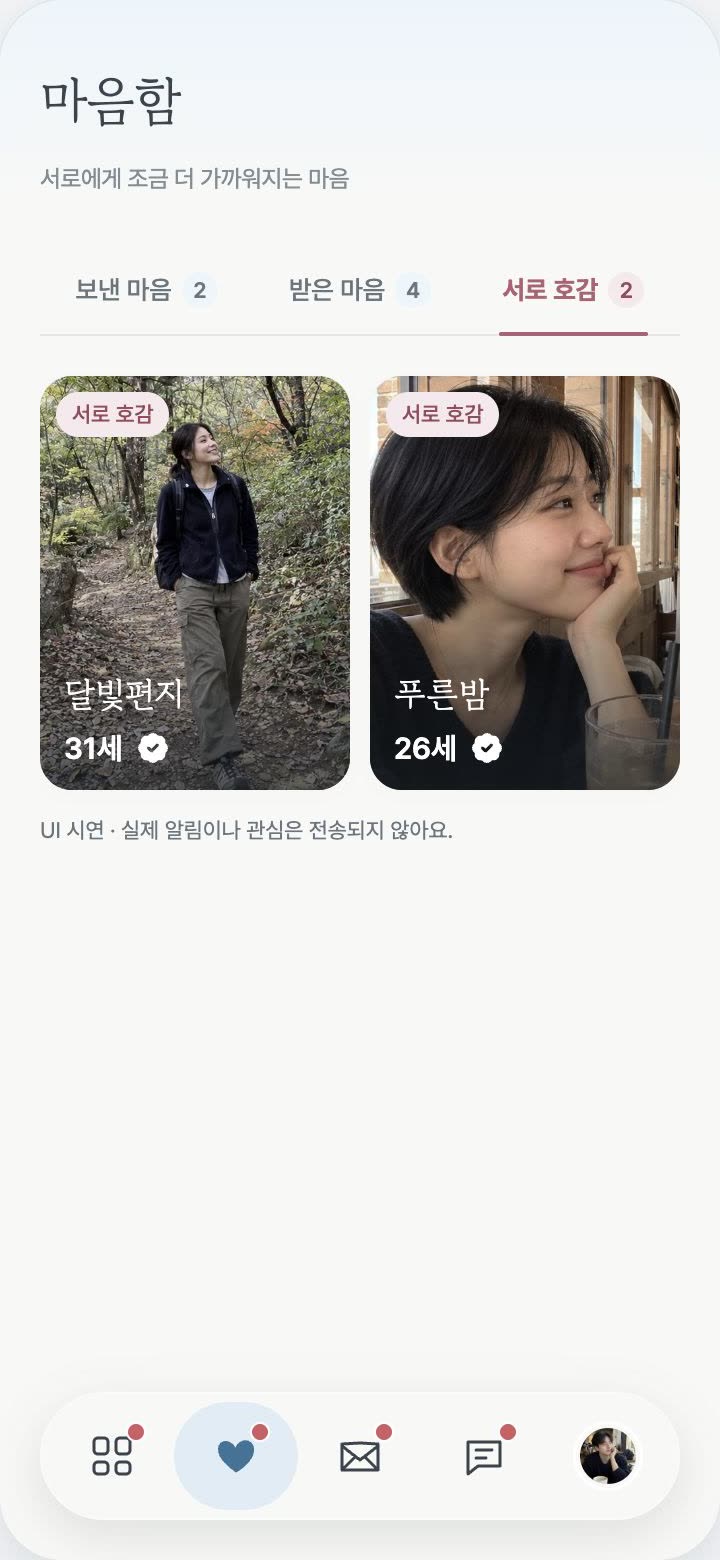 마음함
서로에게 조금 더 가까워지는 마음
보낸 마음 2 받은 마음 4 서로 호감 2
서로 호감 서로 호감
달빛편지 푸른밤
31세 26세
UI 시연 · 실제 알림이나 관심은 전송되지 않아요.